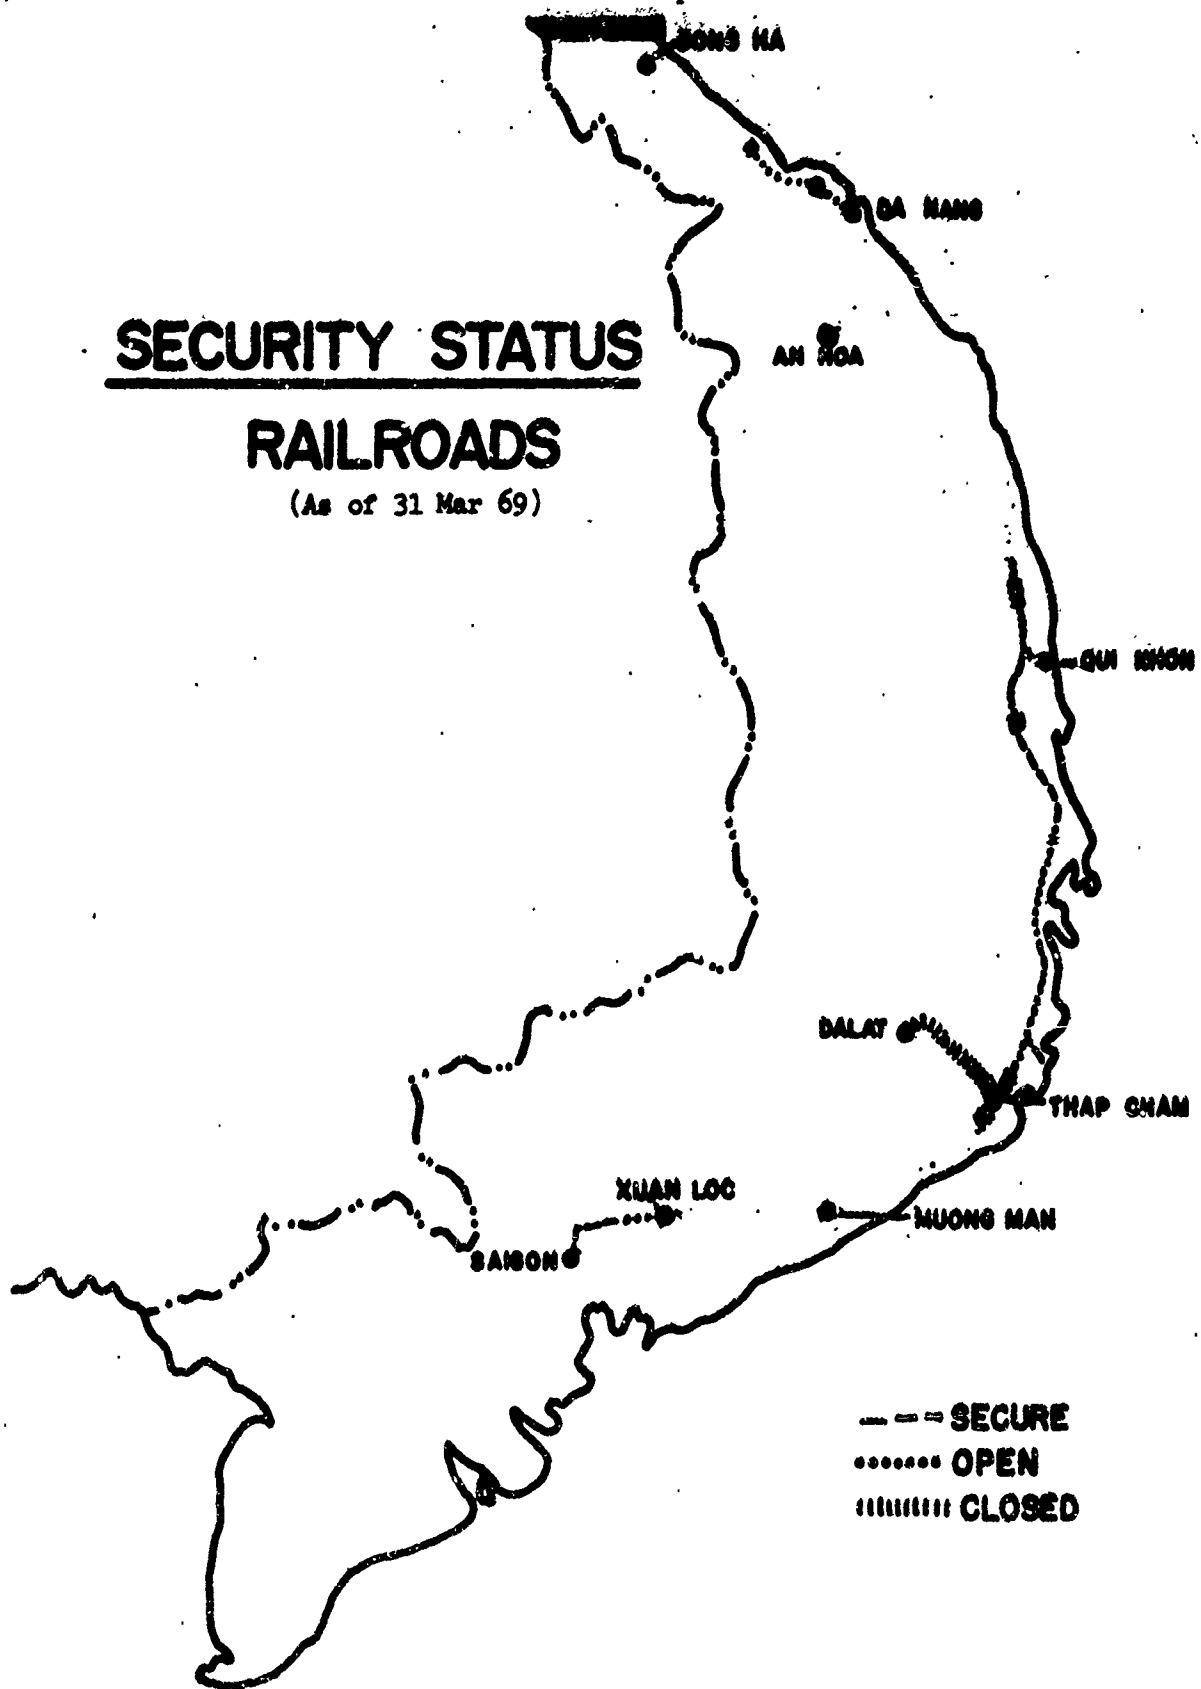 DONG HA
DA NANG
SECURITY STATUS
AN HOA
RAILROADS
(As of 31 Mar 69)
QUI NHON
DALAT
THAP CHAM
XUAN LOC
MUONG MAN
SAIGON
SECURE
OPEN
CLOSED